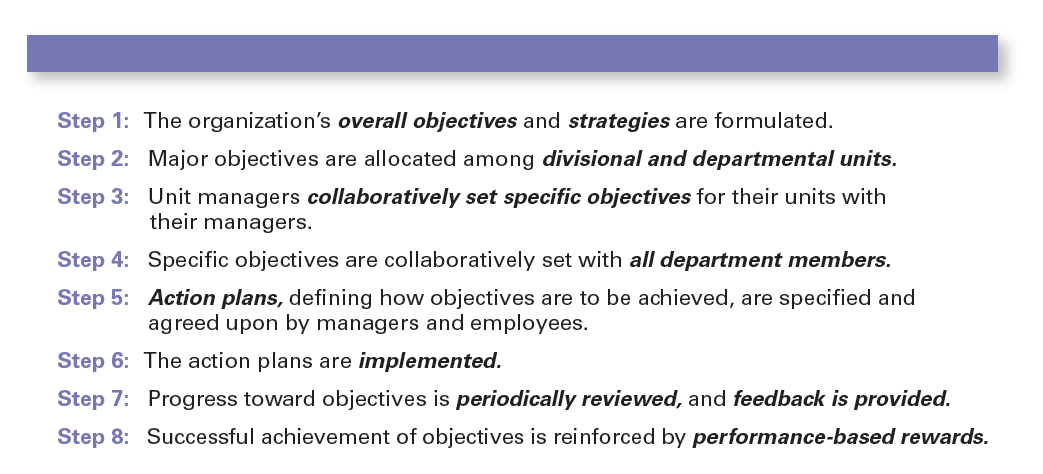 Step 1: The organization's overall objectives and strategies are formulated.
Step 2: Major objectives are allocated among divisional and departmental units.
Step 3: Unit managers collaboratively set specific objectives for their units with
their managers.
Step 4: Specific objectives are collaboratively set with all department members.
Step 5: Action plans, defining how objectives are to be achieved, are specified and
agreed upon by managers and employees.
Step 6: The action plans are implemented.
Step 7: Progress toward objectives is periodically reviewed, and feedback is provided.
Step 8: Successful achievement of objectives is reinforced by performance-based rewards.